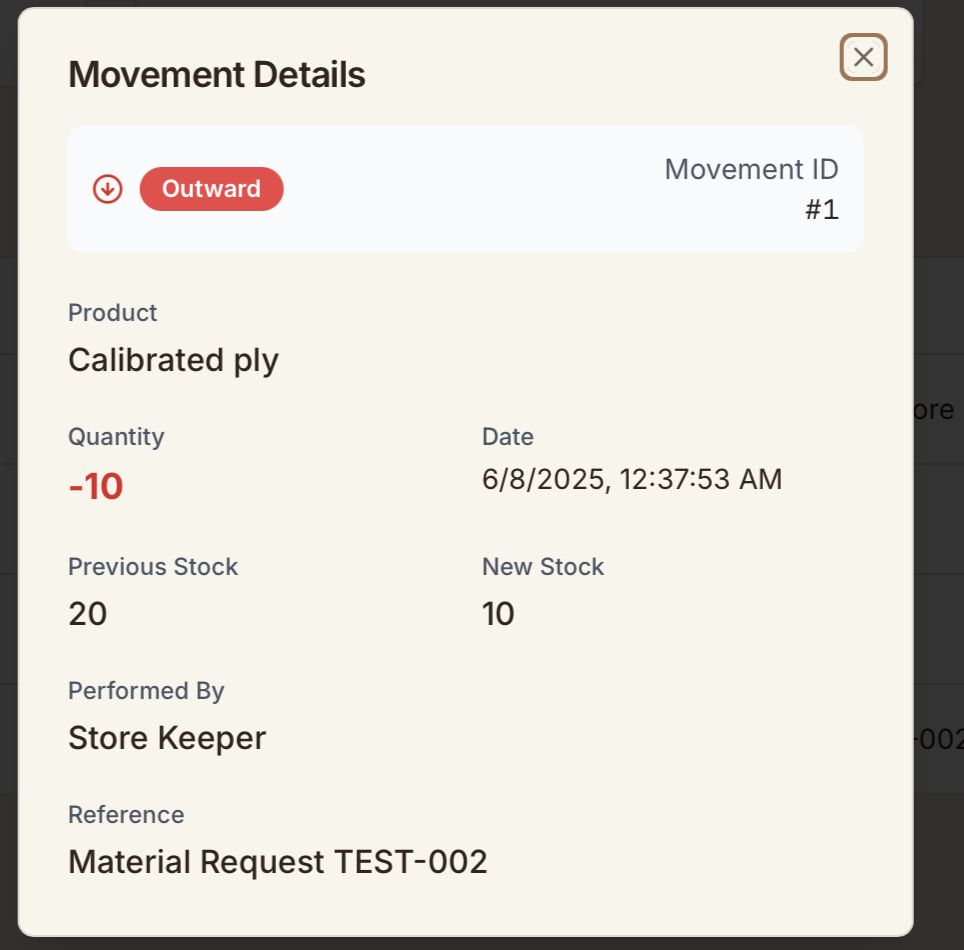 Movement Details
Outward
Movement ID
#1
Product
Calibrated ply
Quantity
-10
Date
6/8/2025, 12:37:53 AM
Previous Stock
20
New Stock
10
Performed By
Store Keeper
Reference
Material Request TEST-002
ore
-002